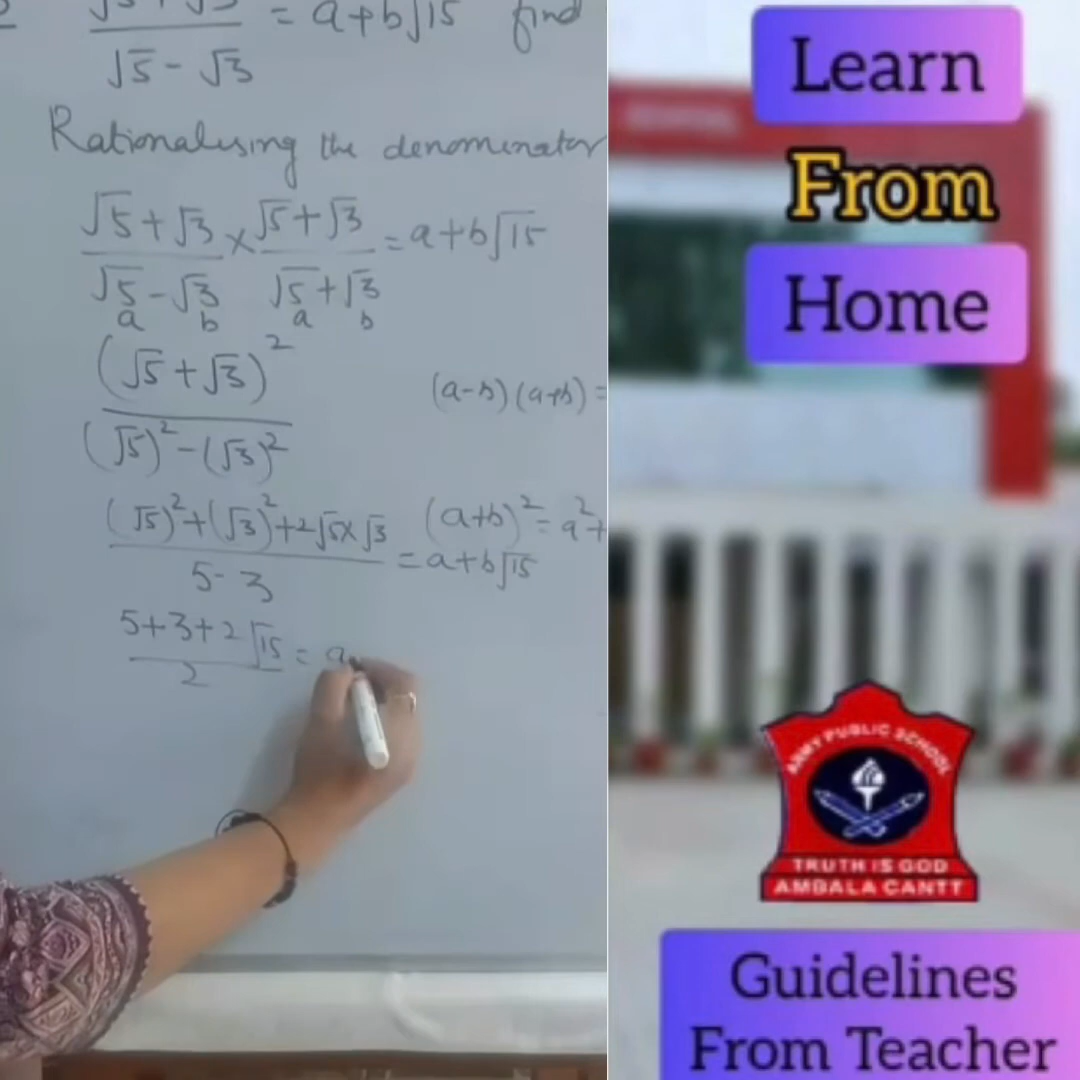 = a+b√15 find
√5 - √3
Rationalising the denominator
√5+√3 × √5+√3 = a+b√15
√5-√3 √5+√3
a b a b
(√5+√3)²
(√5)²-(√3)²
(a-b)(a+b) =
(√5)²+(√3)²+2√5×√3
5-3
(a+b)² = a²+
= a+b√15
5+3+2√15 = a
2
Learn
From
Home
SCHOOL
ARMY PUBLIC SCHOOL
TRUTH IS GOD
AMBALA CANTT
Guidelines
From Teacher